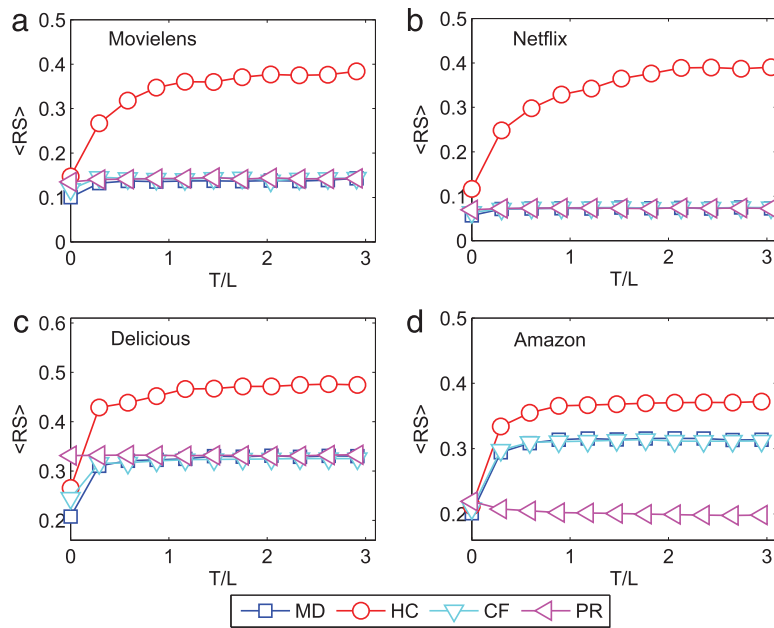 a
Movielens
0.5
0.4
0.3
0.2
0.1
0
<RS>
0 1 2 3
T/L
b
Netflix
0.5
0.4
0.3
0.2
0.1
0
<RS>
0 1 2 3
T/L
c
Delicious
0.6
0.5
0.4
0.3
0.2
<RS>
0 1 2 3
T/L
d
Amazon
0.5
0.4
0.3
0.2
<RS>
0 1 2 3
T/L
MD HC CF PR